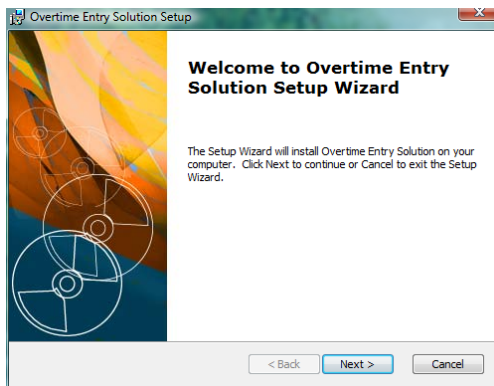 Overtime Entry Solution Setup
Welcome to Overtime Entry
Solution Setup Wizard
The Setup Wizard will install Overtime Entry Solution on your
computer.  Click Next to continue or Cancel to exit the Setup
Wizard.
< Back
Next >
Cancel